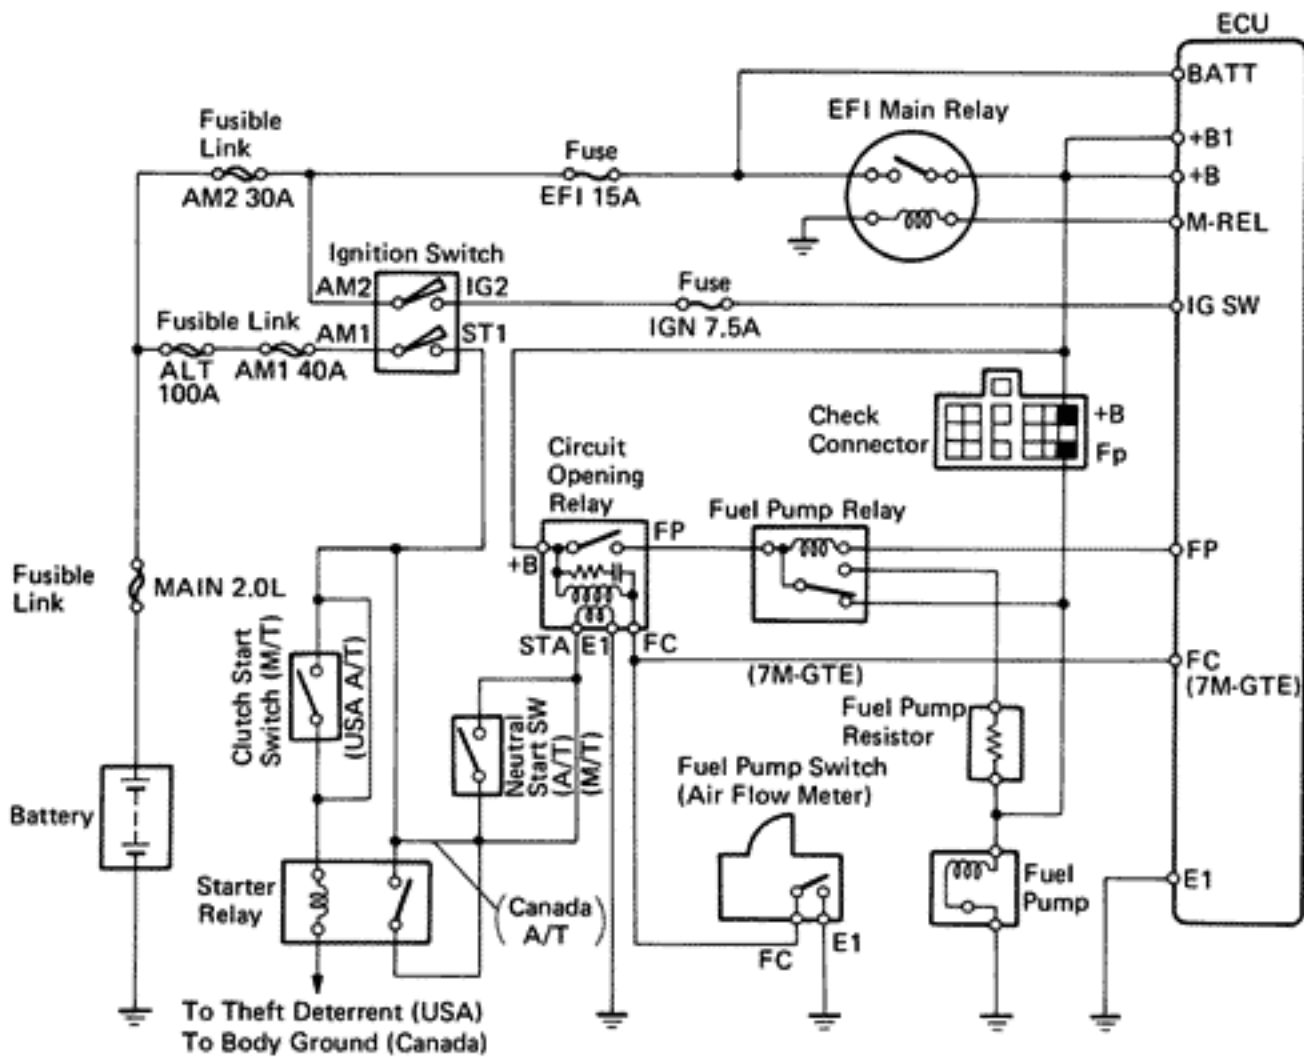 ECU
BATT
EFI Main Relay
+B1
Fusible
Link
Fuse
+B
AM2 30A
EFI 15A
M-REL
Ignition Switch
AM2
IG2
Fuse
IG SW
Fusible Link
AM1
ST1
IGN 7.5A
ALT
100A
AM1 40A
Check
Connector
+B
Fp
Circuit
Opening
Relay
Fuel Pump Relay
FP
+B
FP
Fusible
Link
MAIN 2.0L
STA
E1
FC
(7M-GTE)
FC
(7M-GTE)
Clutch Start
Switch (M/T)
(USA A/T)
Neutral
Start SW
(A/T)
(M/T)
Fuel Pump
Resistor
Fuel Pump Switch
(Air Flow Meter)
Battery
Starter
Relay
(Canada
A/T)
Fuel
Pump
E1
FC
E1
To Theft Deterrent (USA)
To Body Ground (Canada)